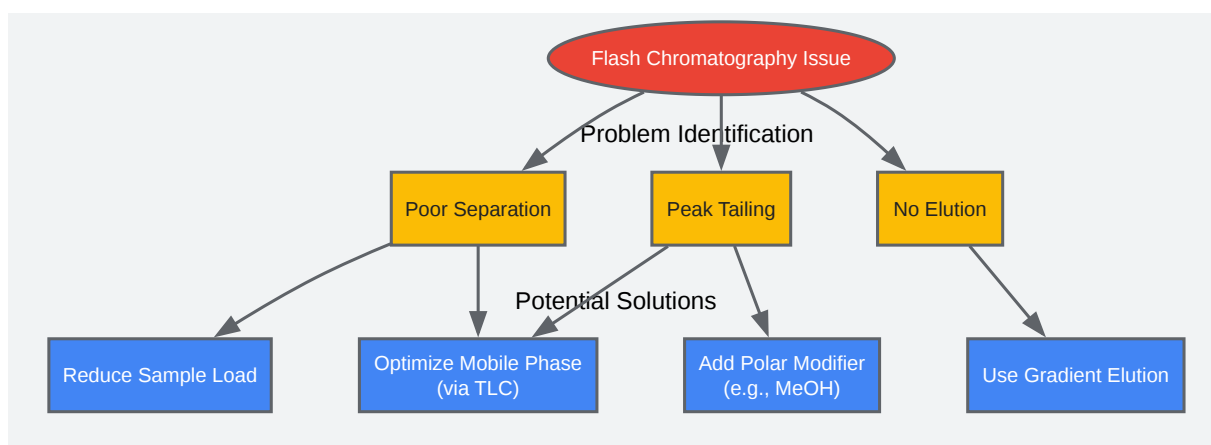 Flash Chromatography Issue
Problem Identification
Poor Separation
Peak Tailing
No Elution
Potential Solutions
Reduce Sample Load
Optimize Mobile Phase
(via TLC)
Add Polar Modifier
(e.g., MeOH)
Use Gradient Elution